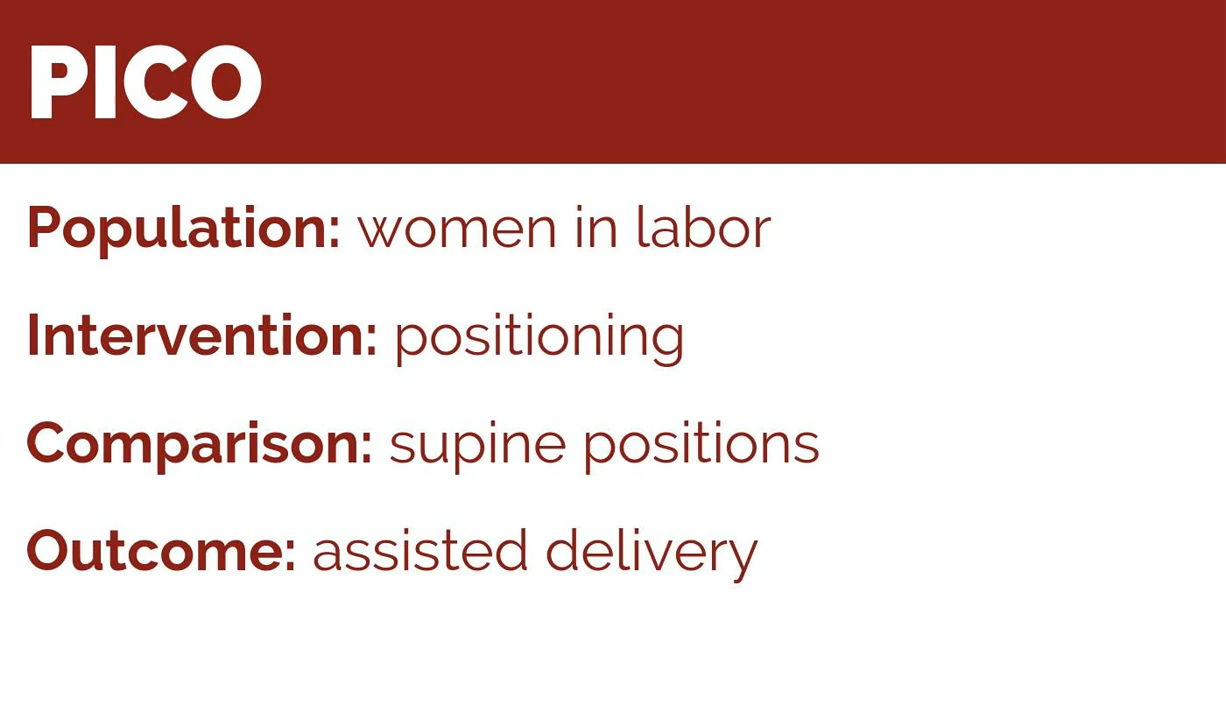 PICO
Population: women in labor
Intervention: positioning
Comparison: supine positions
Outcome: assisted delivery